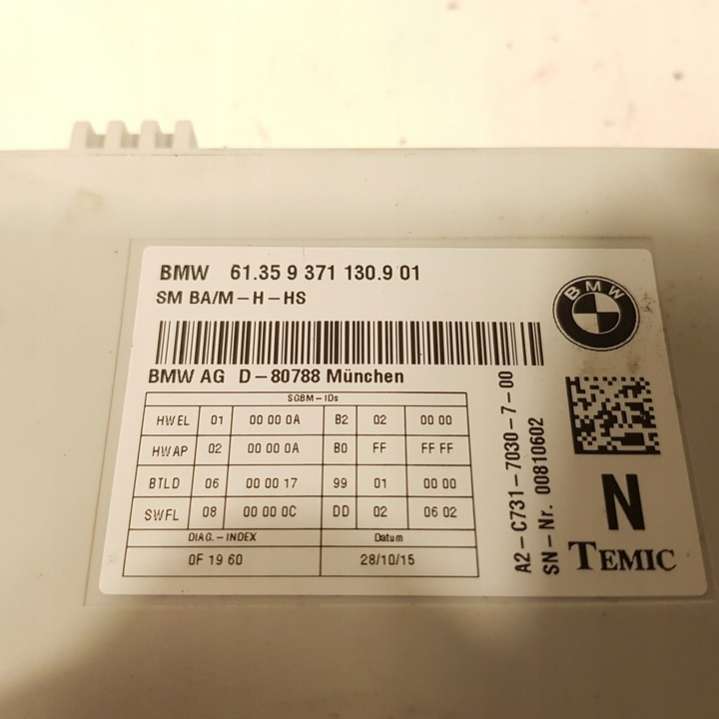 BMW 61.35 9 371 130.9 01
SM BA/M-H-HS
BMW
BMW AG D-80788 München
SGBM-IDs
HWEL 01 00 00 0A B2 02 00 00
HWAP 02 00 00 0A B0 FF FF FF
BTLD 06 00 00 17 99 01 00 00
SWFL 08 00 00 0C DD 02 06 02
DIAG.-INDEX Datum
0F 19 60 28/10/15
A2-C731-7030-7-00
SN-Nr. 00810602
N
TEMIC